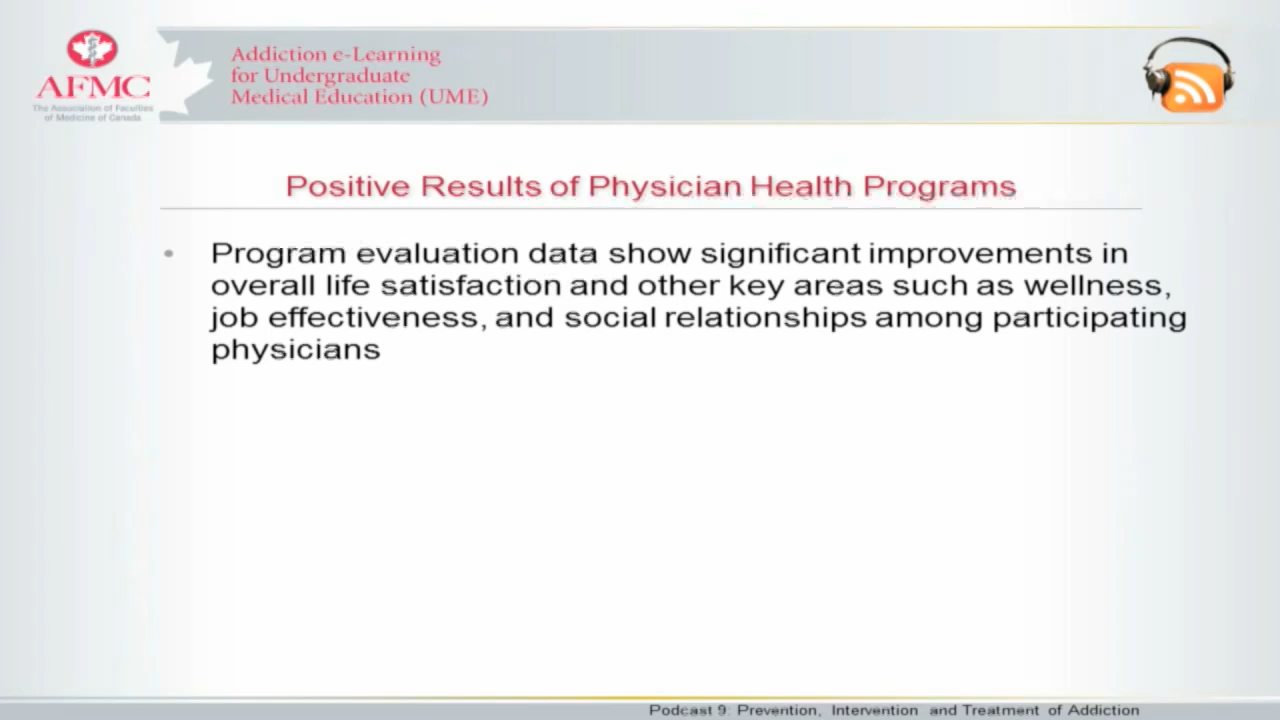 AFMC
The Association of Faculties
of Medicine of Canada
Addiction e-Learning
for Undergraduate
Medical Education (UME)
Positive Results of Physician Health Programs
• Program evaluation data show significant improvements in
overall life satisfaction and other key areas such as wellness,
job effectiveness, and social relationships among participating
physicians
Podcast 9: Prevention, Intervention and Treatment of Addiction